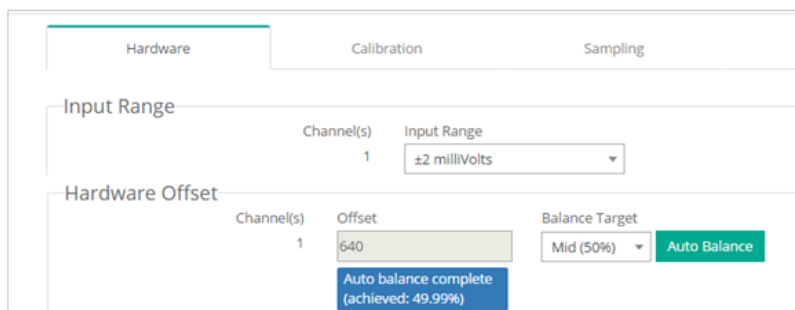 Hardware Calibration Sampling
Input Range
Channel(s) Input Range
1 ±2 milliVolts
Hardware Offset
Channel(s) Offset Balance Target
1 640 Mid (50%) Auto Balance
Auto balance complete
(achieved: 49.99%)